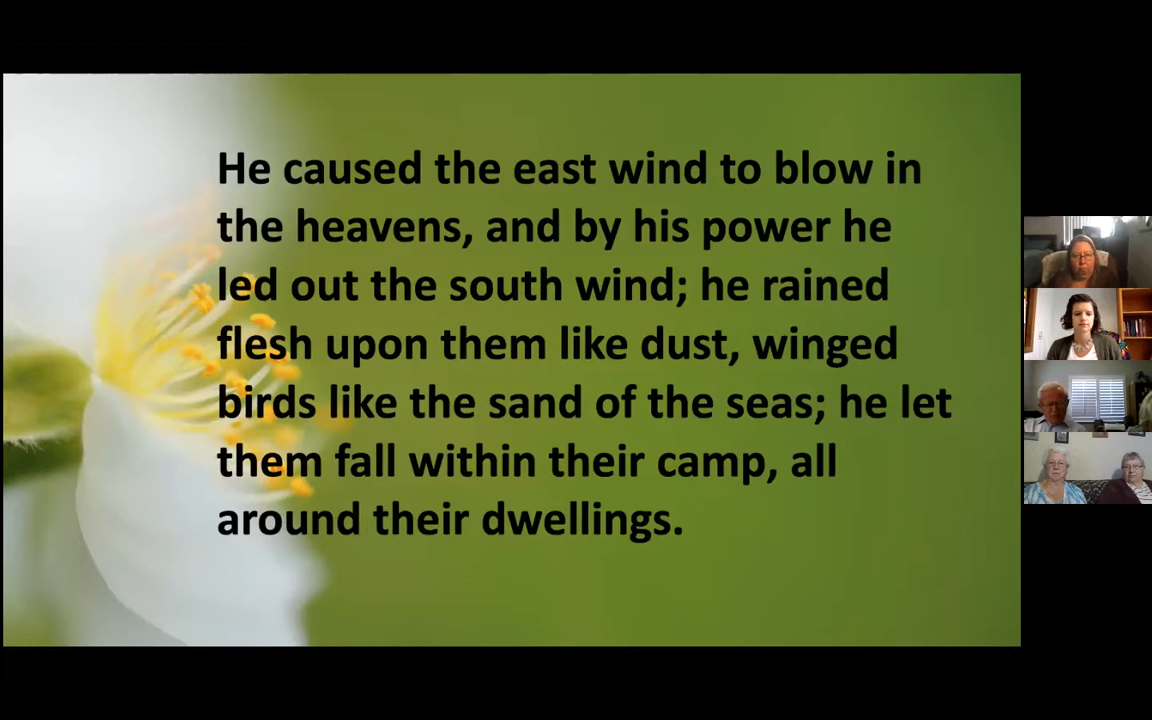 He caused the east wind to blow in
the heavens, and by his power he
led out the south wind; he rained
flesh upon them like dust, winged
birds like the sand of the seas; he let
them fall within their camp, all
around their dwellings.